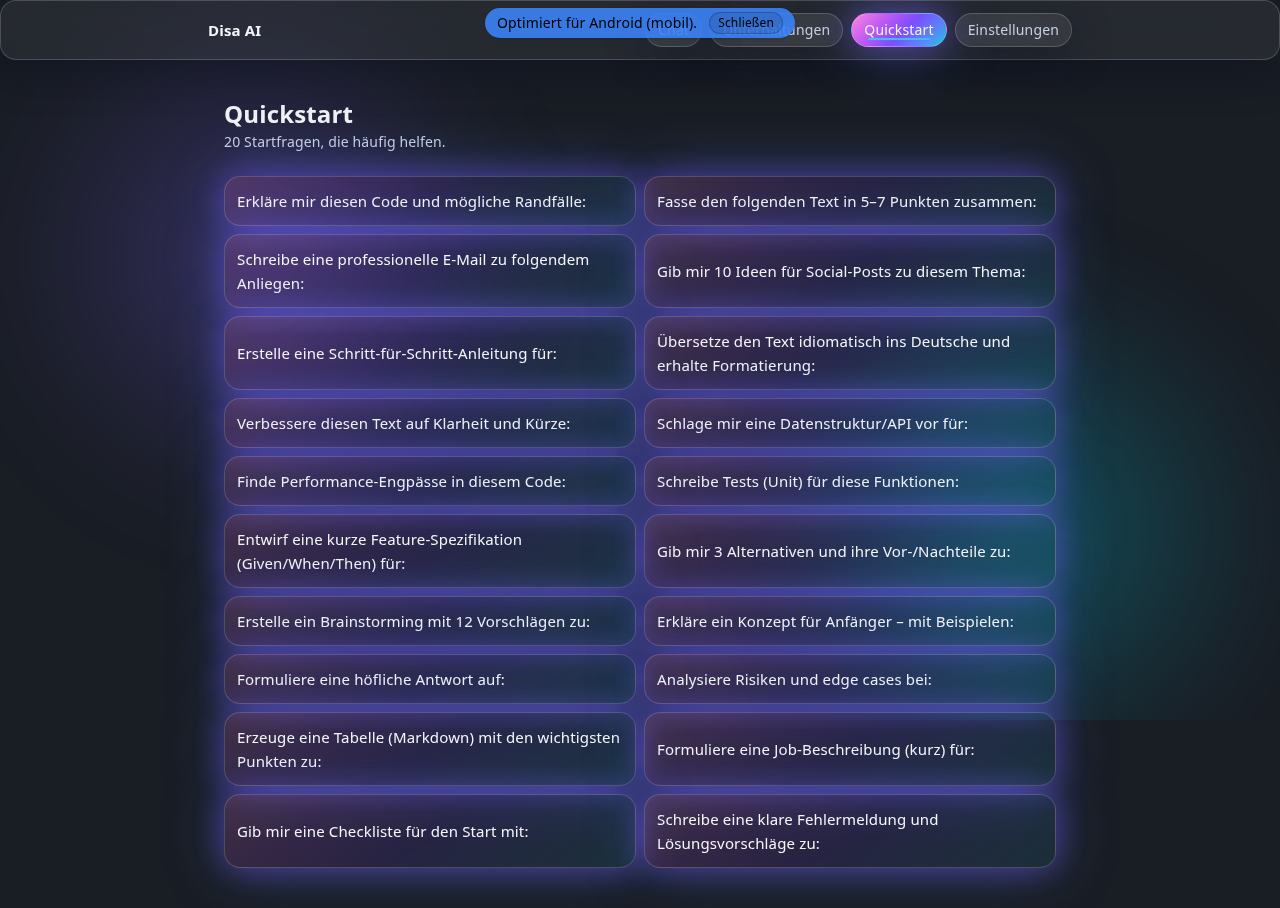 Disa AI
Optimiert für Android (mobil).
Schließen
Quickstart
Einstellungen
Quickstart
20 Startfragen, die häufig helfen.
Erkläre mir diesen Code und mögliche Randfälle:
Fasse den folgenden Text in 5–7 Punkten zusammen:
Schreibe eine professionelle E-Mail zu folgendem
Anliegen:
Gib mir 10 Ideen für Social-Posts zu diesem Thema:
Erstelle eine Schritt-für-Schritt-Anleitung für:
Übersetze den Text idiomatisch ins Deutsche und
erhalte Formatierung:
Verbessere diesen Text auf Klarheit und Kürze:
Schlage mir eine Datenstruktur/API vor für:
Finde Performance-Engpässe in diesem Code:
Schreibe Tests (Unit) für diese Funktionen:
Entwirf eine kurze Feature-Spezifikation
(Given/When/Then) für:
Gib mir 3 Alternativen und ihre Vor-/Nachteile zu:
Erstelle ein Brainstorming mit 12 Vorschlägen zu:
Erkläre ein Konzept für Anfänger – mit Beispielen:
Formuliere eine höfliche Antwort auf:
Analysiere Risiken und edge cases bei:
Erzeuge eine Tabelle (Markdown) mit den wichtigsten
Punkten zu:
Formuliere eine Job-Beschreibung (kurz) für:
Gib mir eine Checkliste für den Start mit:
Schreibe eine klare Fehlermeldung und
Lösungsvorschläge zu: